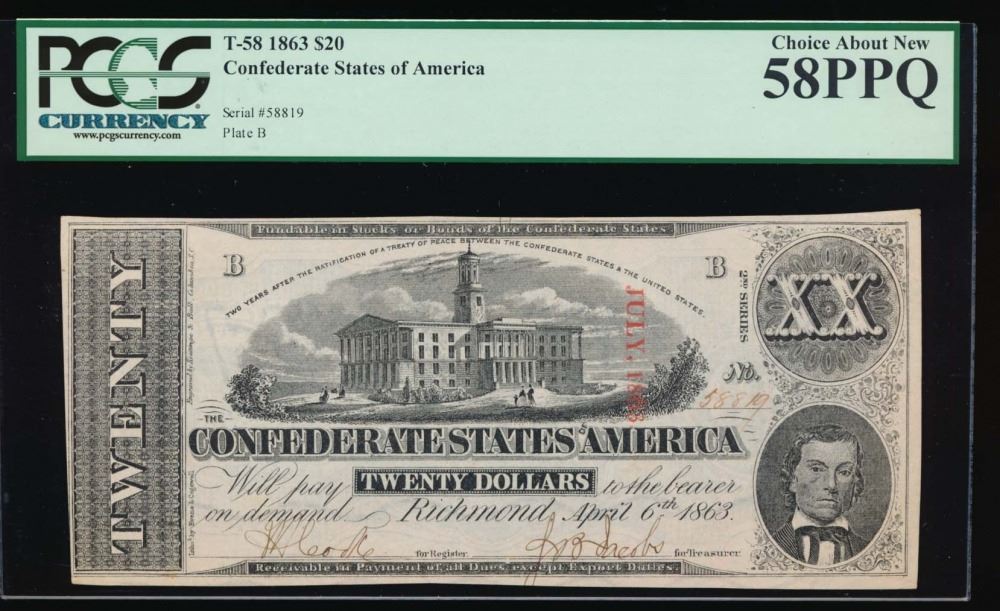 PCGS
CURRENCY
www.pcgscurrency.com
T-58 1863 $20
Confederate States of America
Serial #58819
Plate B
Choice About New
58PPQ
Fundable in Stocks or Bonds of the Confederate States.
TWENTY
B
TWO YEARS AFTER THE RATIFICATION OF A TREATY OF PEACE BETWEEN THE CONFEDERATE STATES & THE UNITED STATES.
B
2ND SERIES
XX
JULY, 1863
No.
58819
THE
CONFEDERATE STATES OF AMERICA
Will pay TWENTY DOLLARS to the bearer
on demand Richmond, April 6th 1863.
for Register.
for Treasurer
Receivable in Payment of all Dues, except Export Duties.